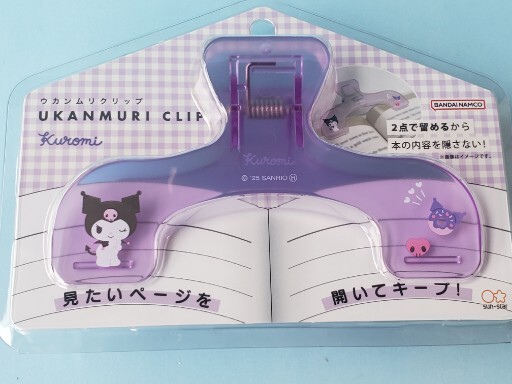 ウカンムリクリップ
UKANMURI CLIP
Kuromi
BANDAI NAMCO
2点で留めるから
本の内容を隠さない!
※画像はイメージです。
Kuromi
© '25 SANRIO Ⓗ
見たいページを
開いてキープ!
sun-star